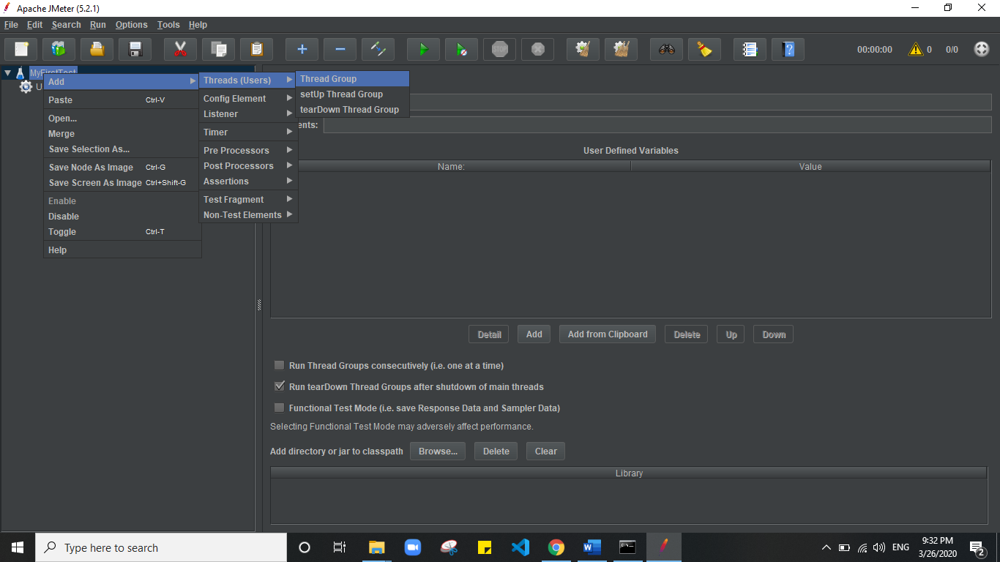 Apache JMeter (5.2.1)
File Edit Search Run Options Tools Help
STOP 00:00:00 0 0/0
MyFirstTest
U
Add
Paste Ctrl-V
Open...
Merge
Save Selection As...
Save Node As Image Ctrl-G
Save Screen As Image Ctrl+Shift-G
Enable
Disable
Toggle Ctrl-T
Help
Threads (Users)
Config Element
Listener
Timer
Pre Processors
Post Processors
Assertions
Test Fragment
Non-Test Elements
Thread Group
setUp Thread Group
tearDown Thread Group
ents:
User Defined Variables
Name: Value
Detail Add Add from Clipboard Delete Up Down
Run Thread Groups consecutively (i.e. one at a time)
Run tearDown Thread Groups after shutdown of main threads
Functional Test Mode (i.e. save Response Data and Sampler Data)
Selecting Functional Test Mode may adversely affect performance.
Add directory or jar to classpath Browse... Delete Clear
Library
Type here to search
ENG
9:32 PM
3/26/2020
2